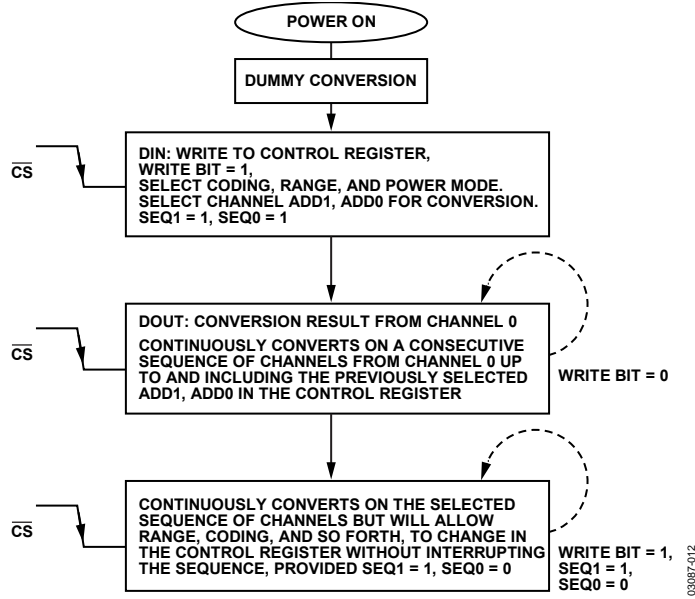 POWER ON
DUMMY CONVERSION
CS
DIN: WRITE TO CONTROL REGISTER,
WRITE BIT = 1,
SELECT CODING, RANGE, AND POWER MODE.
SELECT CHANNEL ADD1, ADD0 FOR CONVERSION.
SEQ1 = 1, SEQ0 = 1
CS
DOUT: CONVERSION RESULT FROM CHANNEL 0
CONTINUOUSLY CONVERTS ON A CONSECUTIVE
SEQUENCE OF CHANNELS FROM CHANNEL 0 UP
TO AND INCLUDING THE PREVIOUSLY SELECTED
ADD1, ADD0 IN THE CONTROL REGISTER
WRITE BIT = 0
CS
CONTINUOUSLY CONVERTS ON THE SELECTED
SEQUENCE OF CHANNELS BUT WILL ALLOW
RANGE, CODING, AND SO FORTH, TO CHANGE IN
THE CONTROL REGISTER WITHOUT INTERRUPTING
THE SEQUENCE, PROVIDED SEQ1 = 1, SEQ0 = 0
WRITE BIT = 1,
SEQ1 = 1,
SEQ0 = 0
03087-012